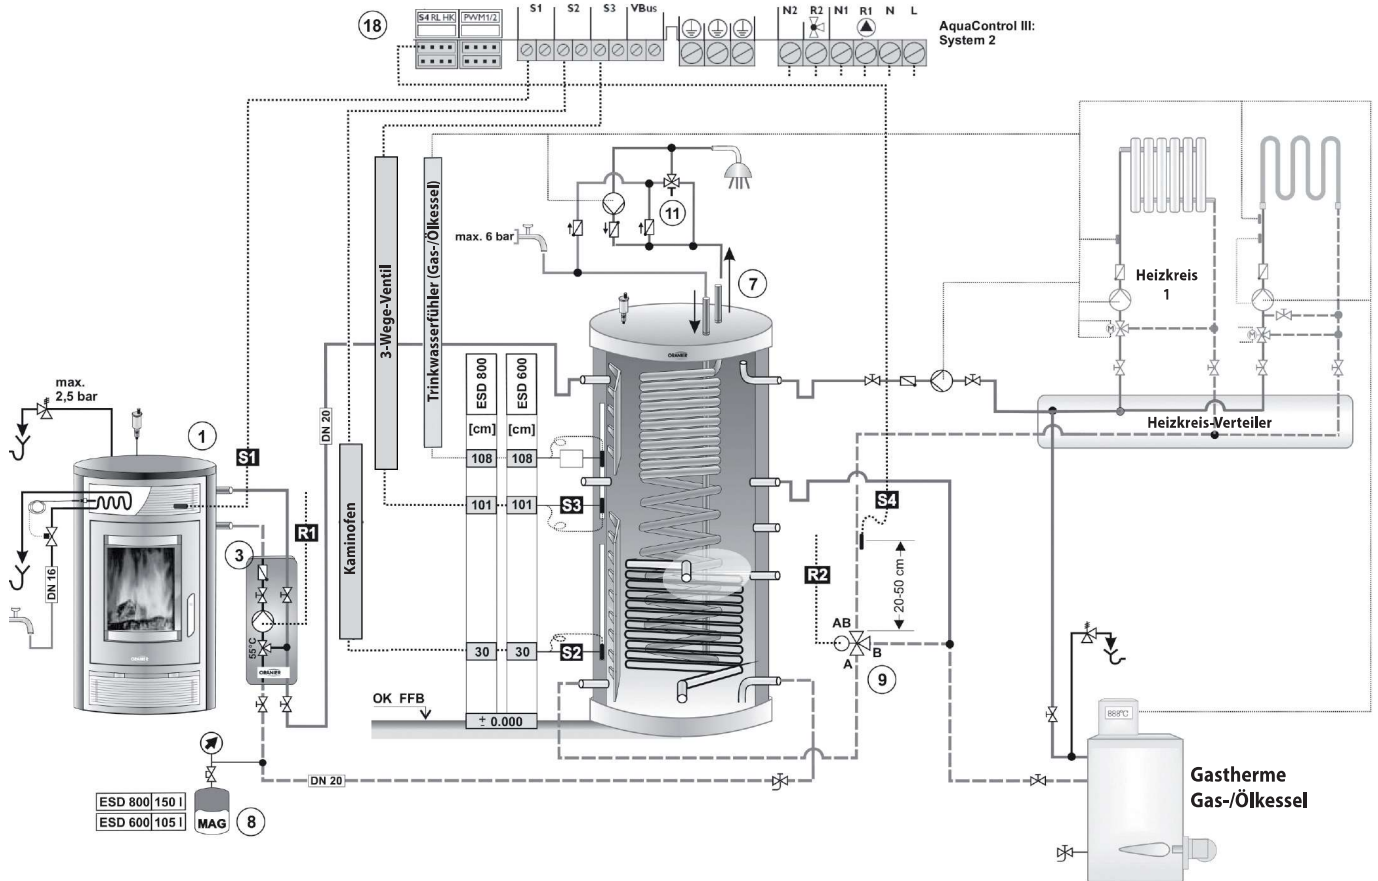 18
S4 RL HK
PWM1/2
S1
S2
S3
VBus
N2
R2
N1
R1
N
L
AquaControl III:
System 2
3-Wege-Ventil
Trinkwasserfühler (Gas-/Ölkessel)
Kaminofen
max. 6 bar
11
7
Heizkreis
1
M
M
Heizkreis-Verteiler
max.
2,5 bar
1
S1
DN 20
ESD 800
ESD 600
[cm]
[cm]
108
108
101
101
S3
S4
R1
3
DN 16
55°C
ORANIER
ORANIER
ORANIER
R2
20-50 cm
AB
B
A
9
30
30
S2
OK FFB
± 0.000
DN 20
888°C
Gastherme
Gas-/Ölkessel
ESD 800
150 l
ESD 600
105 l
MAG
8